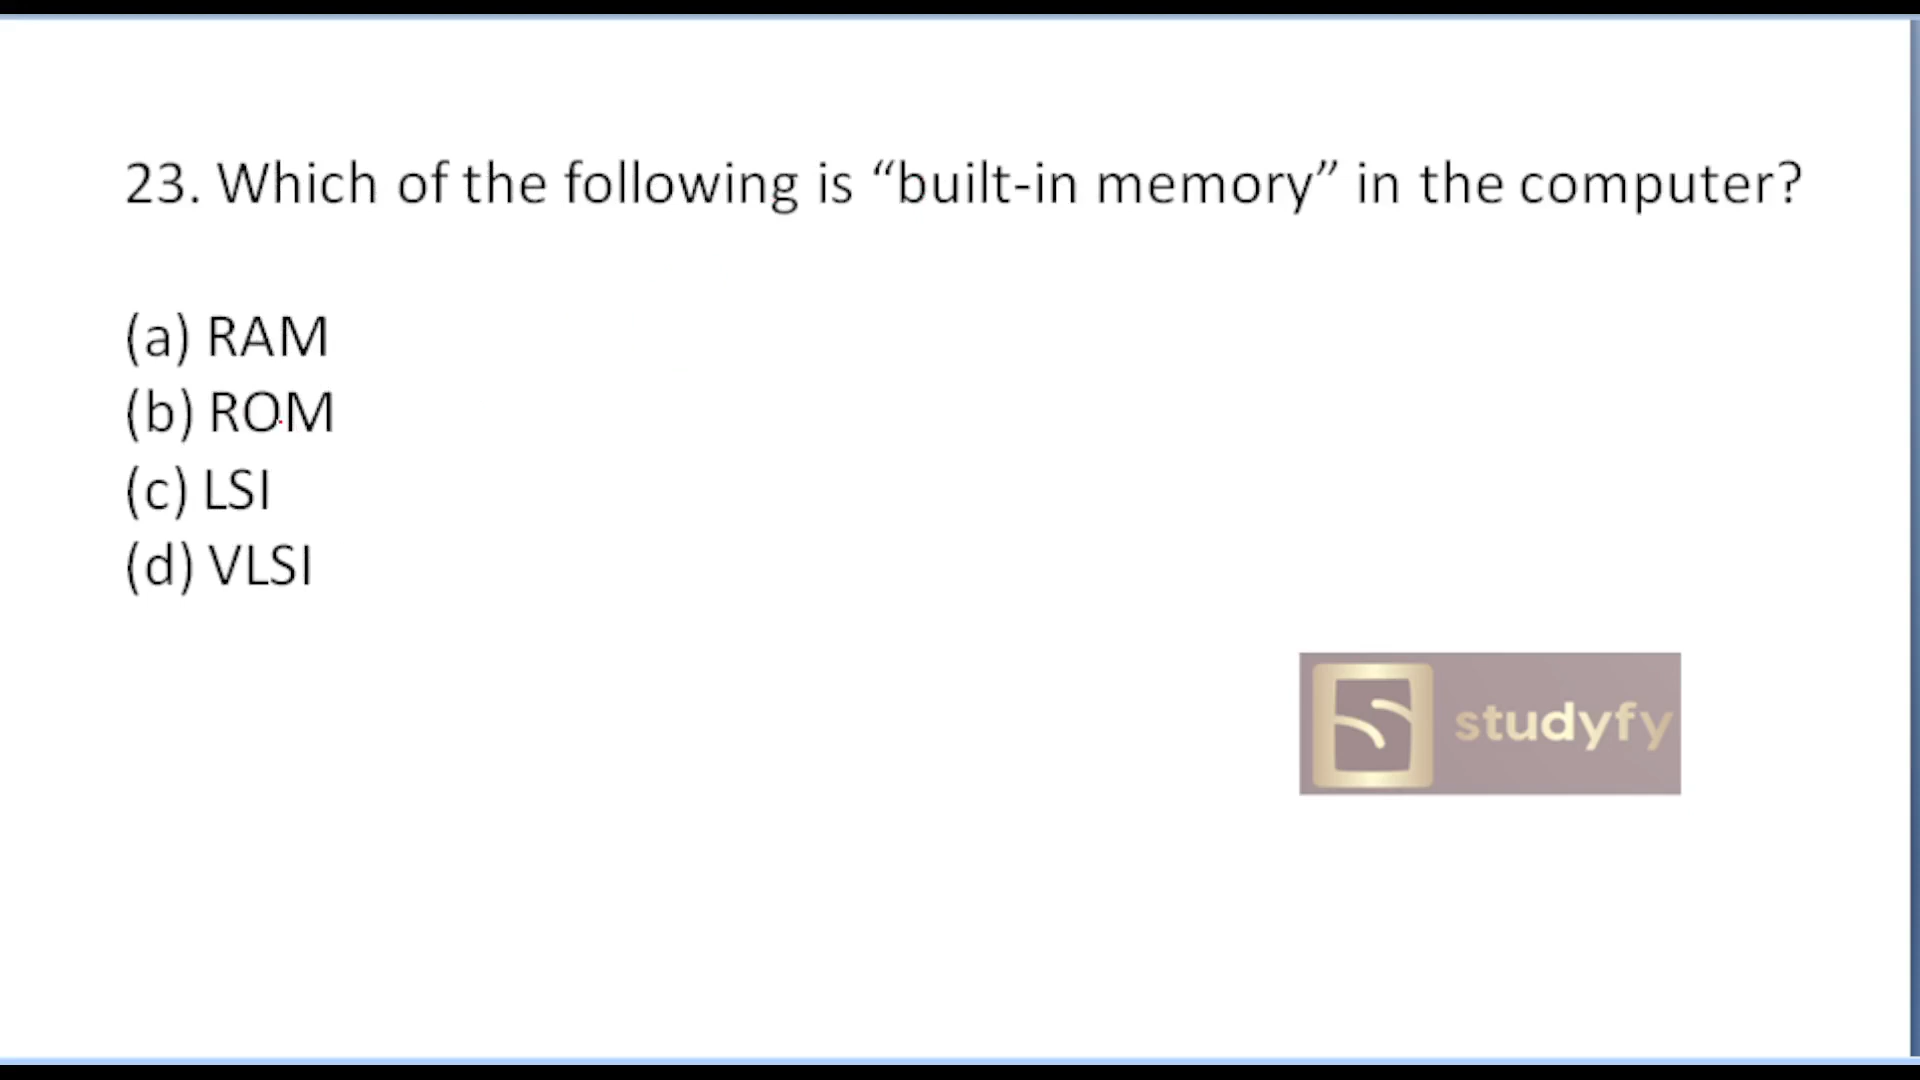 23. Which of the following is “built-in memory” in the computer?
(a) RAM
(b) ROM
(c) LSI
(d) VLSI
studyfy